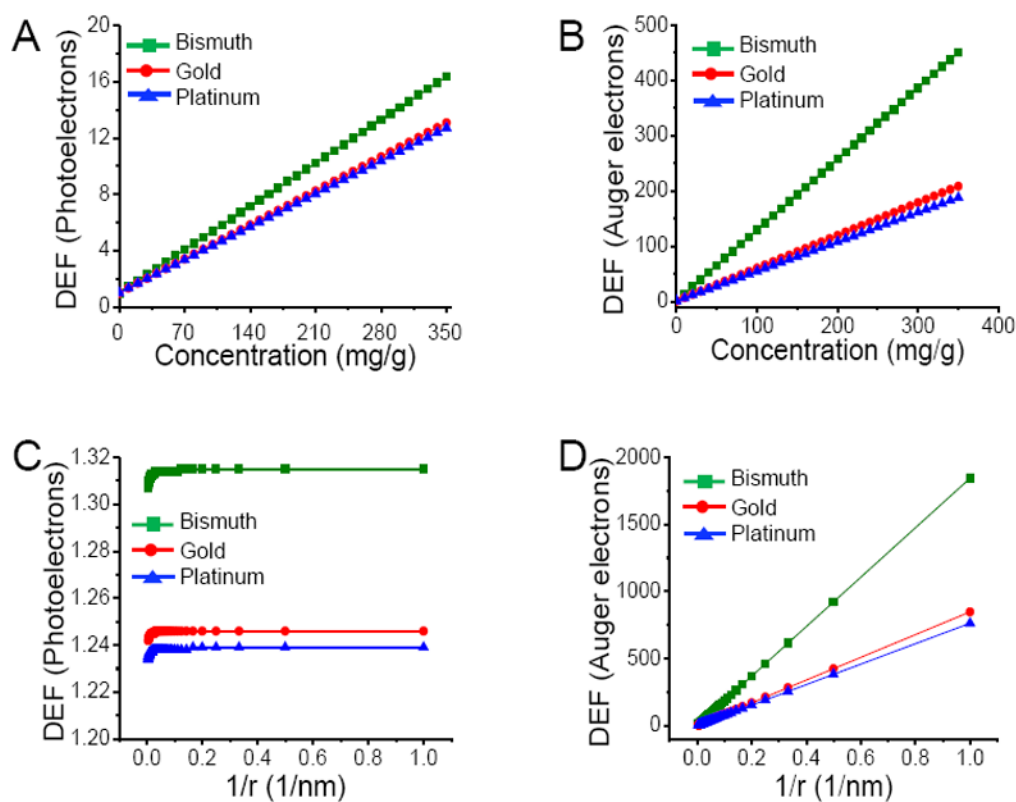 A
DEF (Photoelectrons)
20
16
12
8
4
0
Bismuth
Gold
Platinum
0 70 140 210 280 350
Concentration (mg/g)
B
DEF (Auger electrons)
500
400
300
200
100
0
Bismuth
Gold
Platinum
0 100 200 300 400
Concentration (mg/g)
C
DEF (Photoelectrons)
1.32
1.30
1.28
1.26
1.24
1.22
1.20
Bismuth
Gold
Platinum
0.0 0.2 0.4 0.6 0.8 1.0
1/r (1/nm)
D
DEF (Auger electrons)
2000
1500
1000
500
0
Bismuth
Gold
Platinum
0.0 0.2 0.4 0.6 0.8 1.0
1/r (1/nm)